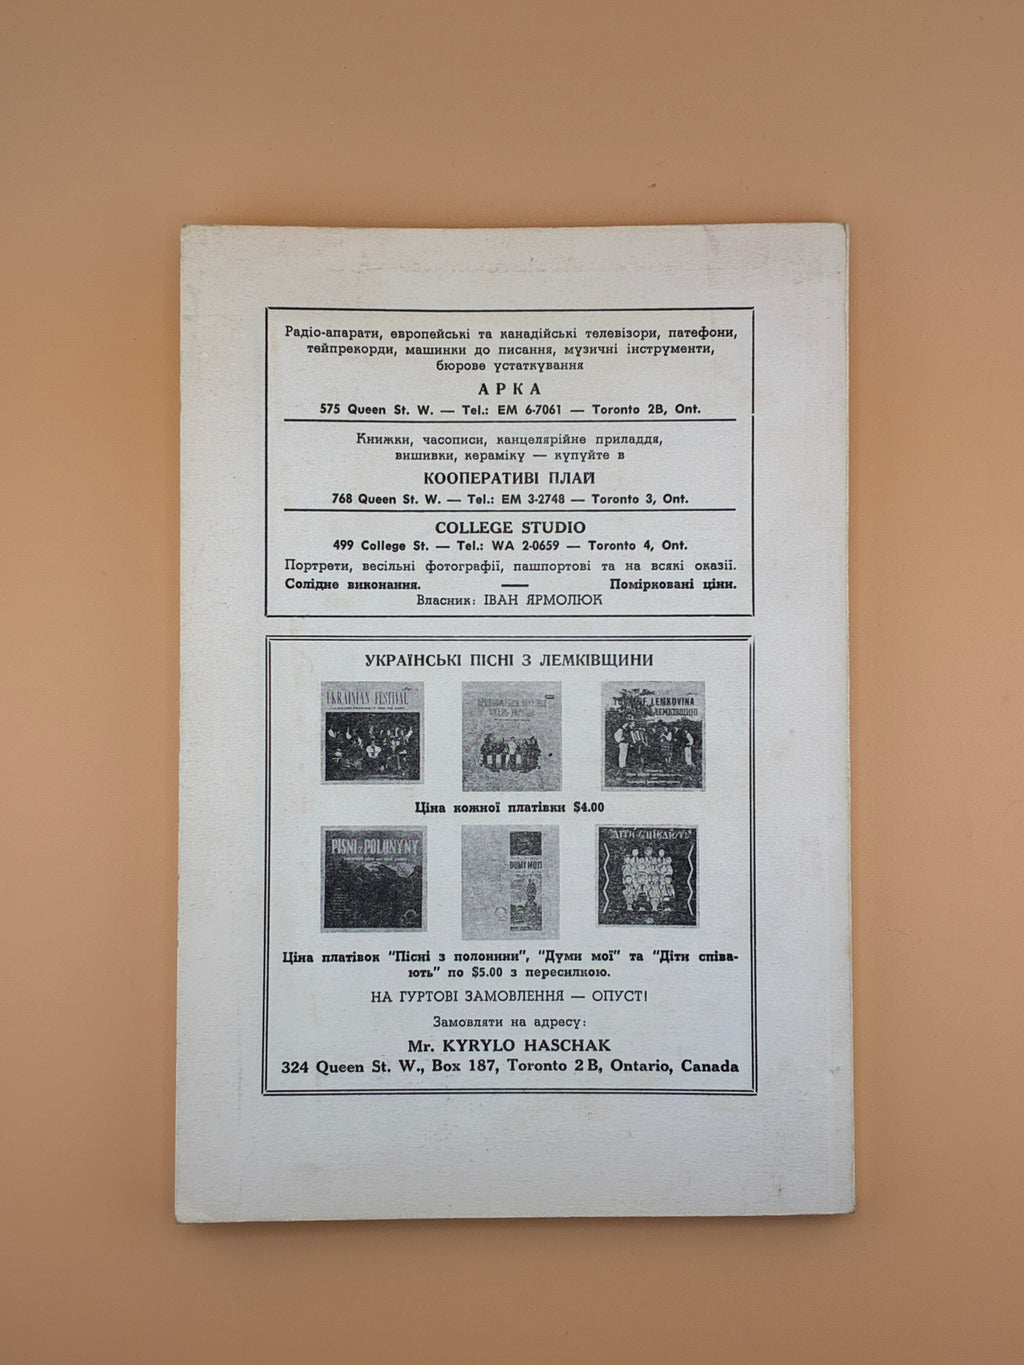 Радіо-апарати, европейські та канадійські телевізори, патефони,
тейпрекорди, машинки до писання, музичні інструменти,
бюрове устаткування
АРКА
575 Queen St. W. — Tel.: EM 6-7061 — Toronto 2B, Ont.
Книжки, часописи, канцелярійне приладдя,
вишивки, кераміку — купуйте в
КООПЕРАТИВІ ПЛАЙ
768 Queen St. W. — Tel.: EM 3-2748 — Toronto 3, Ont.
COLLEGE STUDIO
499 College St. — Tel.: WA 2-0659 — Toronto 4, Ont.
Портрети, весільні фотографії, пашпортові та на всякі оказії.
Солідне виконання. — Помірковані ціни.
Власник: ІВАН ЯРМОЛЮК
УКРАЇНСЬКІ ПІСНІ З ЛЕМКІВЩИНИ
UKRAINIAN FESTIVAL
LEMKOVINA
ЛЕМКІВЩИНІ
Ціна кожної платівки $4.00
PISNI z POLONYNY
DUMY MOYI
ДІТИ СПІВАЮТЬ
Ціна платівок "Пісні з полонини", "Думи мої" та "Діти співа-
ють" по $5.00 з пересилкою.
НА ГУРТОВІ ЗАМОВЛЕННЯ — ОПУСТ!
Замовляти на адресу:
Mr. KYRYLO HASCHAK
324 Queen St. W., Box 187, Toronto 2 B, Ontario, Canada